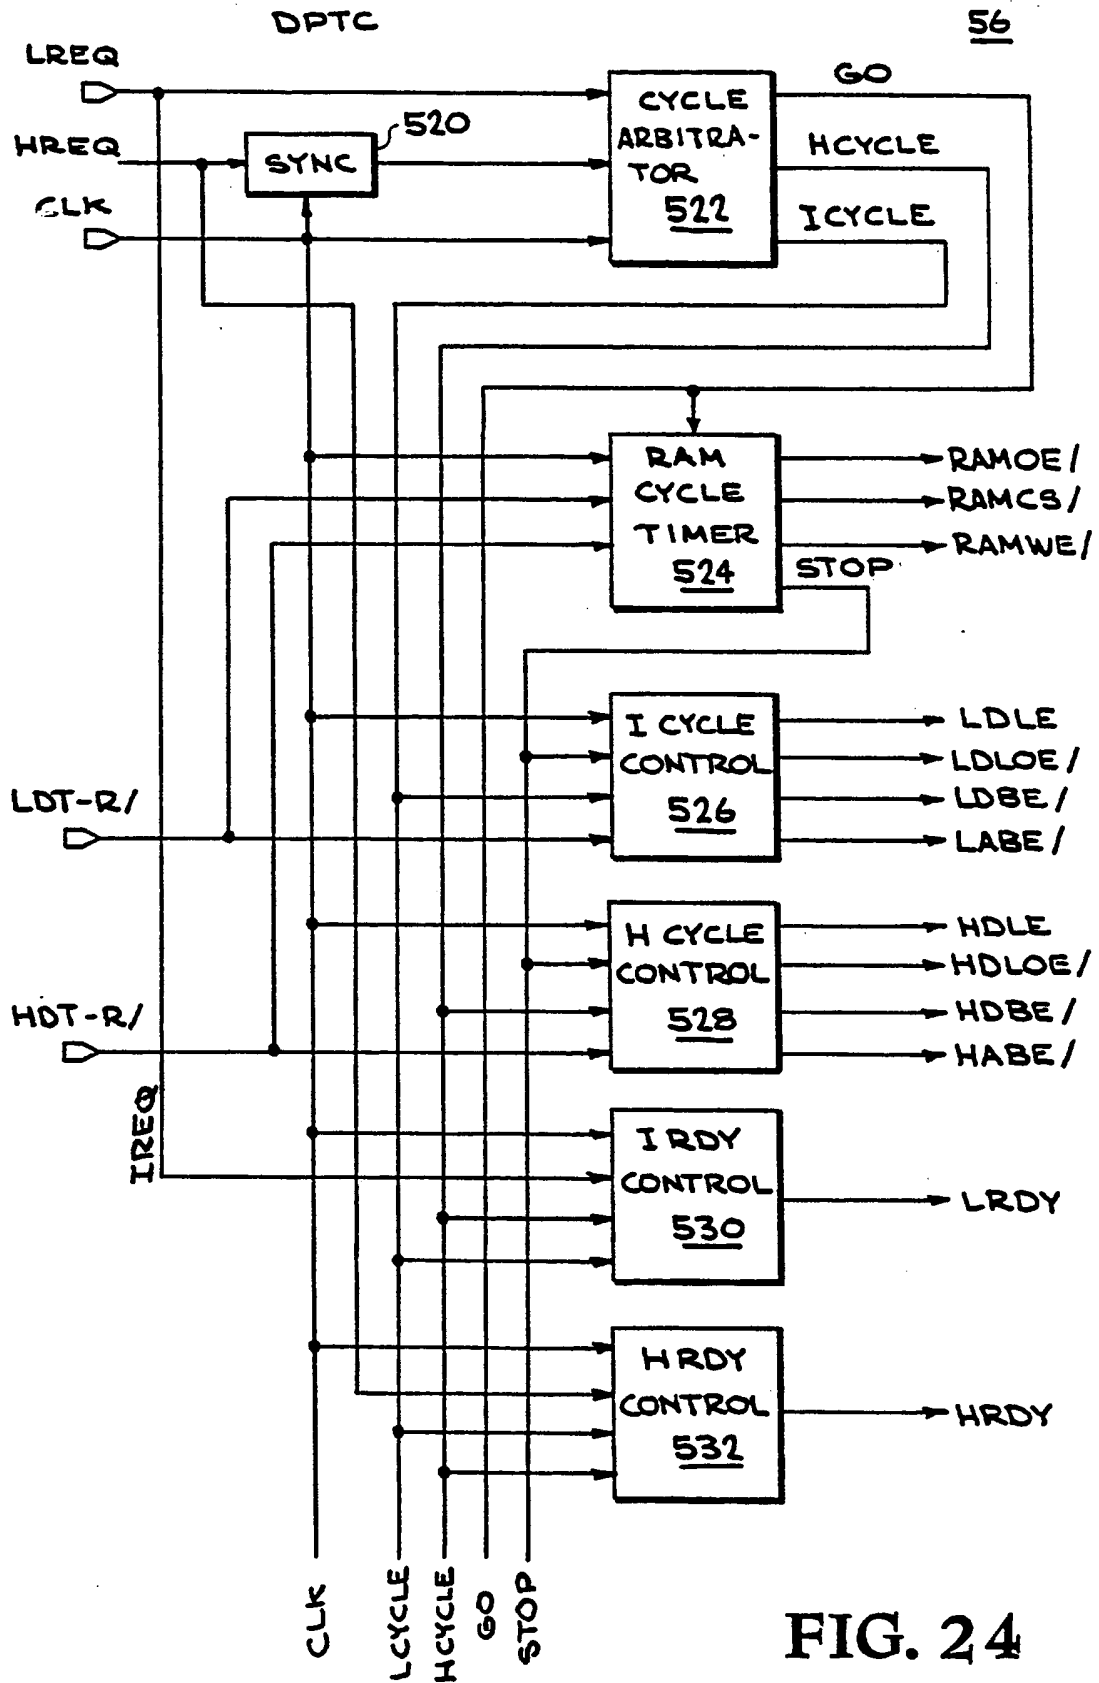 DPTC
56
LREQ
GO
CYCLE
ARBITRA-
TOR
522
HREQ
520
SYNC
HCYCLE
CLK
ICYCLE
RAM
CYCLE
TIMER
524
RAMOE/
RAMCS/
RAMWE/
STOP
I CYCLE
CONTROL
526
LDLE
LDLOE/
LDBE/
LABE/
LDT-R/
H CYCLE
CONTROL
528
HDLE
HDLOE/
HDBE/
HABE/
HDT-R/
IREQ
I RDY
CONTROL
530
LRDY
HRDY
CONTROL
532
HRDY
CLK
LCYCLE
HCYCLE
GO
STOP
FIG. 24